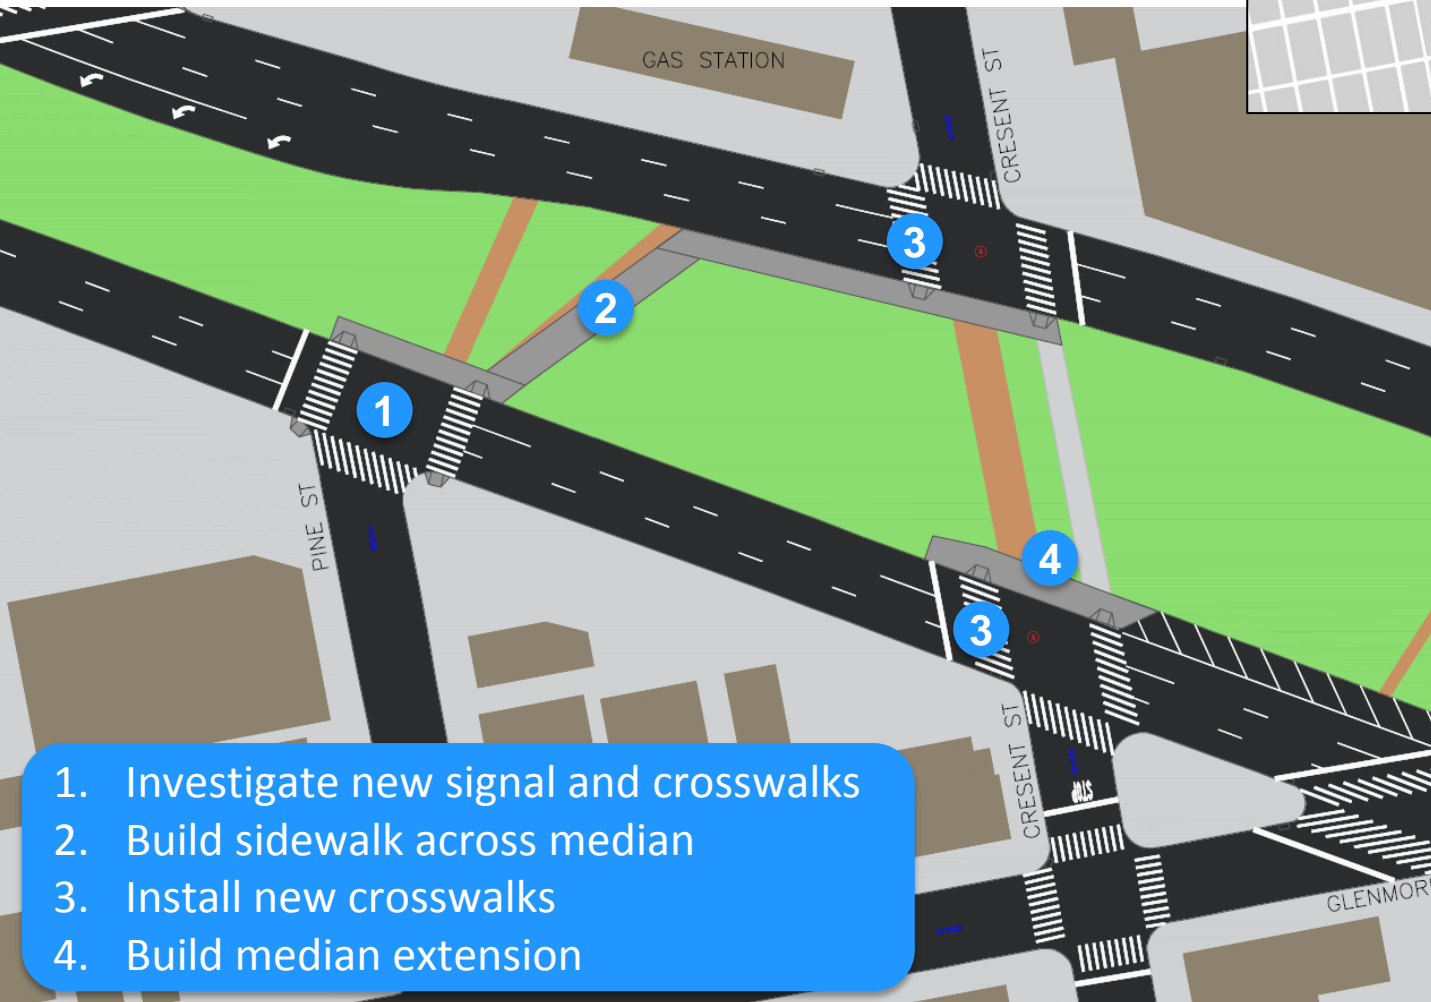 GAS STATION
CRESENT ST
3
2
1
PINE ST
4
3
CRESENT ST
STOP
GLENMOR
1. Investigate new signal and crosswalks
2. Build sidewalk across median
3. Install new crosswalks
4. Build median extension